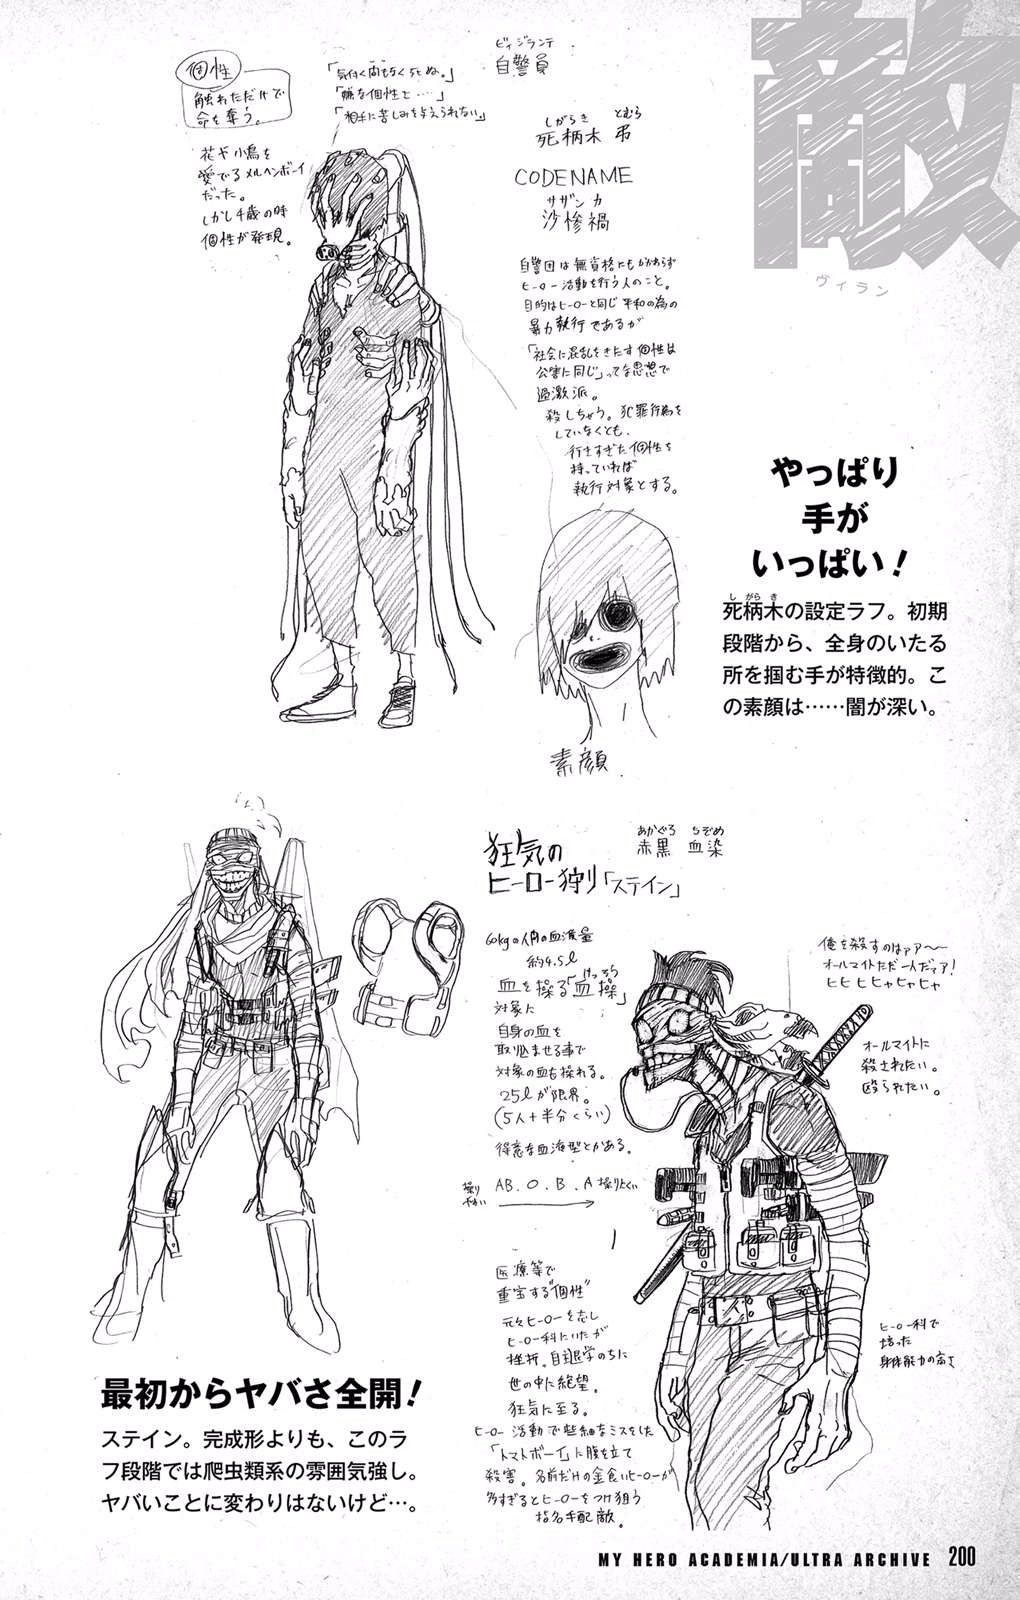 敵
ヴィラン
個性
触れただけで
命を奪う。
「気付く間もなく死ぬ。」
「嫌な個性で……」
「相手に苦しみを与えられない」
花や小鳥を
愛でるメルヘンボーイ
だった。
しかし千歳の時
個性が発現。
ビィジランテ
自警員
しがらき とむら
死柄木 弔
CODENAME
サザンカ
沙惨禍
自警団は無資格にもかかわらず
ヒーロー活動を行う人のこと。
目的はヒーローと同じ平和の為の
暴力執行であるが
「社会に混乱をきたす個性は
公害に同じ」って思想で
過激派。
殺しちゃう。犯罪行為を
していなくとも、
行きすぎた個性を
持っていれば
執行対象とする。
素顔
やっぱり
手が
いっぱい!
しがらき
死柄木の設定ラフ。初期
段階から、全身のいたる
所を掴む手が特徴的。こ
の素顔は……闇が深い。
狂気の
ヒーロー狩り「ステイン」
あかぐろ ちぞめ
赤黒 血染
60kgの人間の血液量
約4.5ℓ
血を操る「血操」
けっそう
対象に
自身の血を
取り込ませる事で
対象の血も操れる。
25ℓが限界。
(5人+半分くらい)
得意な血液型とかある。
操りやすい
AB. O. B. A 操りにくい
医療等で
重宝する"個性"
元々ヒーローを志し
ヒーロー科にいたが
挫折。自主退学のちに
世の中に絶望。
狂気に至る。
ヒーロー活動で些細なミスをした
「トマトボーイ」に腹を立て
殺害。名前だけの金食いヒーローが
多すぎるとヒーローをつけ狙う
指名手配敵。
俺を殺すのはァァ〜〜
オールマイトただ一人だァァ!
ヒヒヒヒャヒャヒャ
オールマイトに
殺されたい。
殴られたい。
ヒーロー科で
培った
身体能力の高さ
最初からヤバさ全開!
ステイン。完成形よりも、このラ
フ段階では爬虫類系の雰囲気強し。
ヤバいことに変わりはないけど…。
MY HERO ACADEMIA/ULTRA ARCHIVE 200